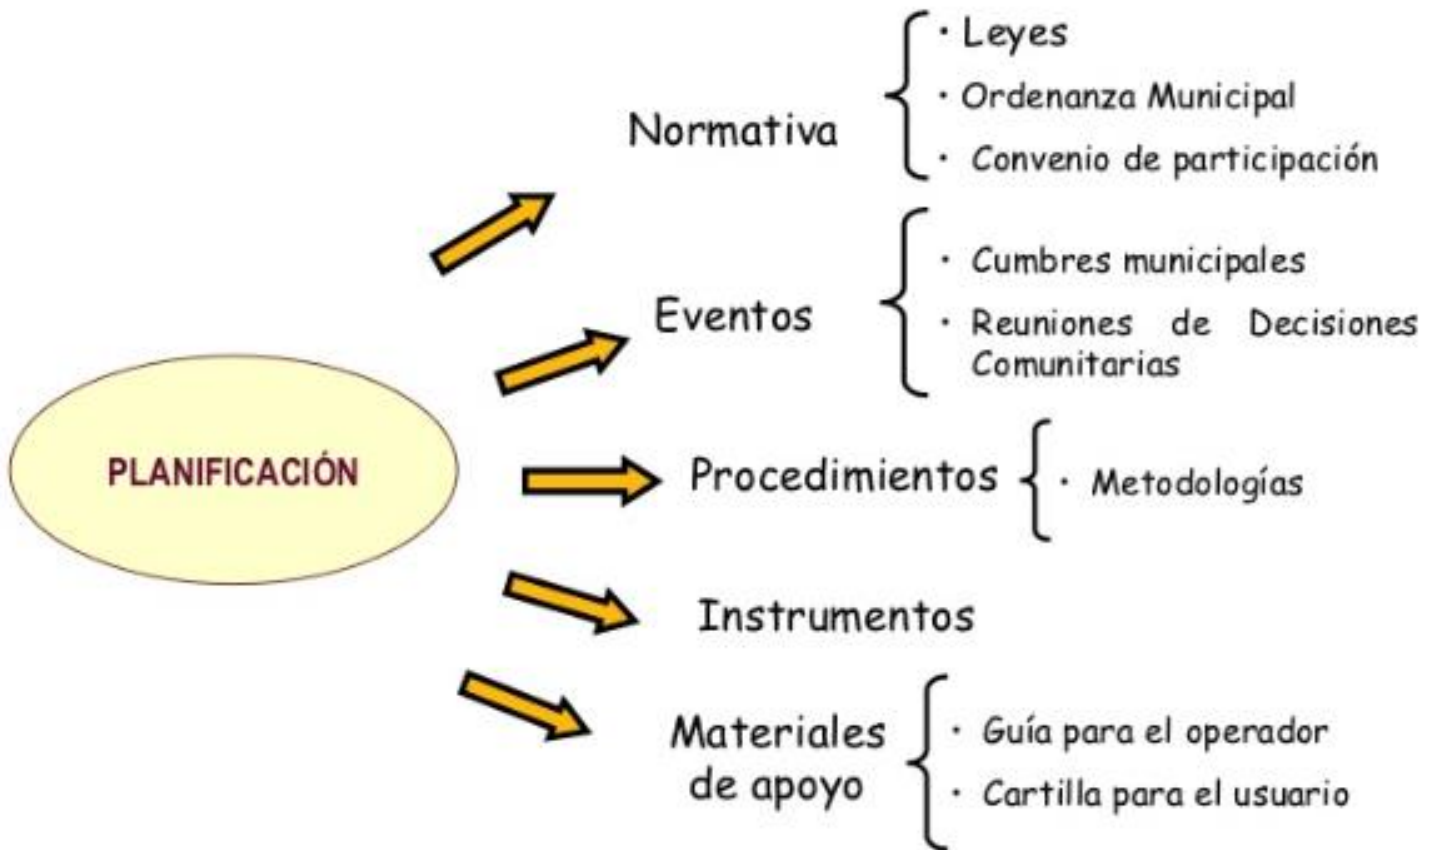 PLANIFICACIÓN
Normativa
· Leyes
· Ordenanza Municipal
· Convenio de participación
Eventos
· Cumbres municipales
· Reuniones de Decisiones
Comunitarias
Procedimientos
· Metodologías
Instrumentos
Materiales
de apoyo
· Guía para el operador
· Cartilla para el usuario